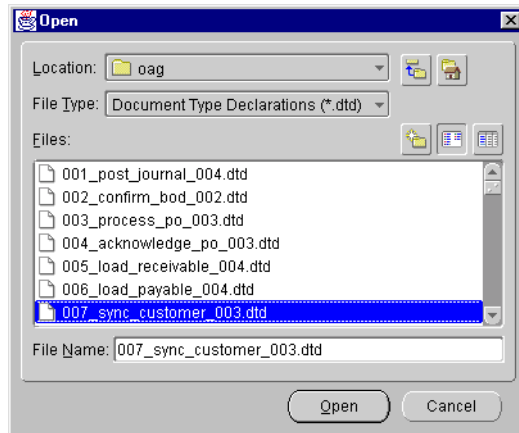 Open
Location: oag
File Type: Document Type Declarations (*.dtd)
Files:
001_post_journal_004.dtd
002_confirm_bod_002.dtd
003_process_po_003.dtd
004_acknowledge_po_003.dtd
005_load_receivable_004.dtd
006_load_payable_004.dtd
007_sync_customer_003.dtd
File Name: 007_sync_customer_003.dtd
Open Cancel